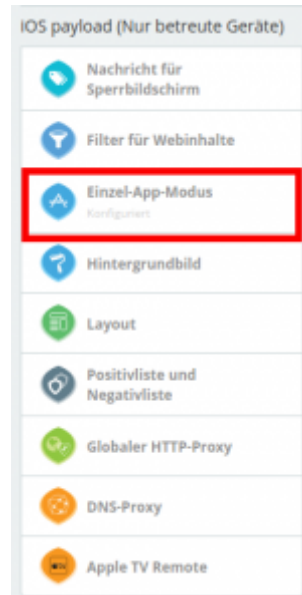 iOS payload (Nur betreute Geräte)
Nachricht für
Sperrbildschirm
Filter für Webinhalte
Einzel-App-Modus
Konfiguriert
Hintergrundbild
Layout
Positivliste und
Negativliste
Globaler HTTP-Proxy
DNS-Proxy
Apple TV Remote